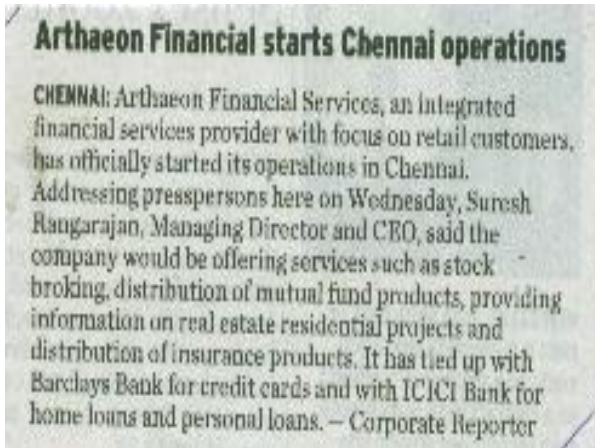 Arthaeon Financial starts Chennai operations
CHENNAI: Arthaeon Financial Services, an integrated
financial services provider with focus on retail customers,
has officially started its operations in Chennai.
Addressing presspersons here on Wednesday, Suresh
Rangarajan, Managing Director and CEO, said the
company would be offering services such as stock
broking, distribution of mutual fund products, providing
information on real estate residential projects and
distribution of insurance products. It has tied up with
Barclays Bank for credit cards and with ICICI Bank for
home loans and personal loans. — Corporate Reporter